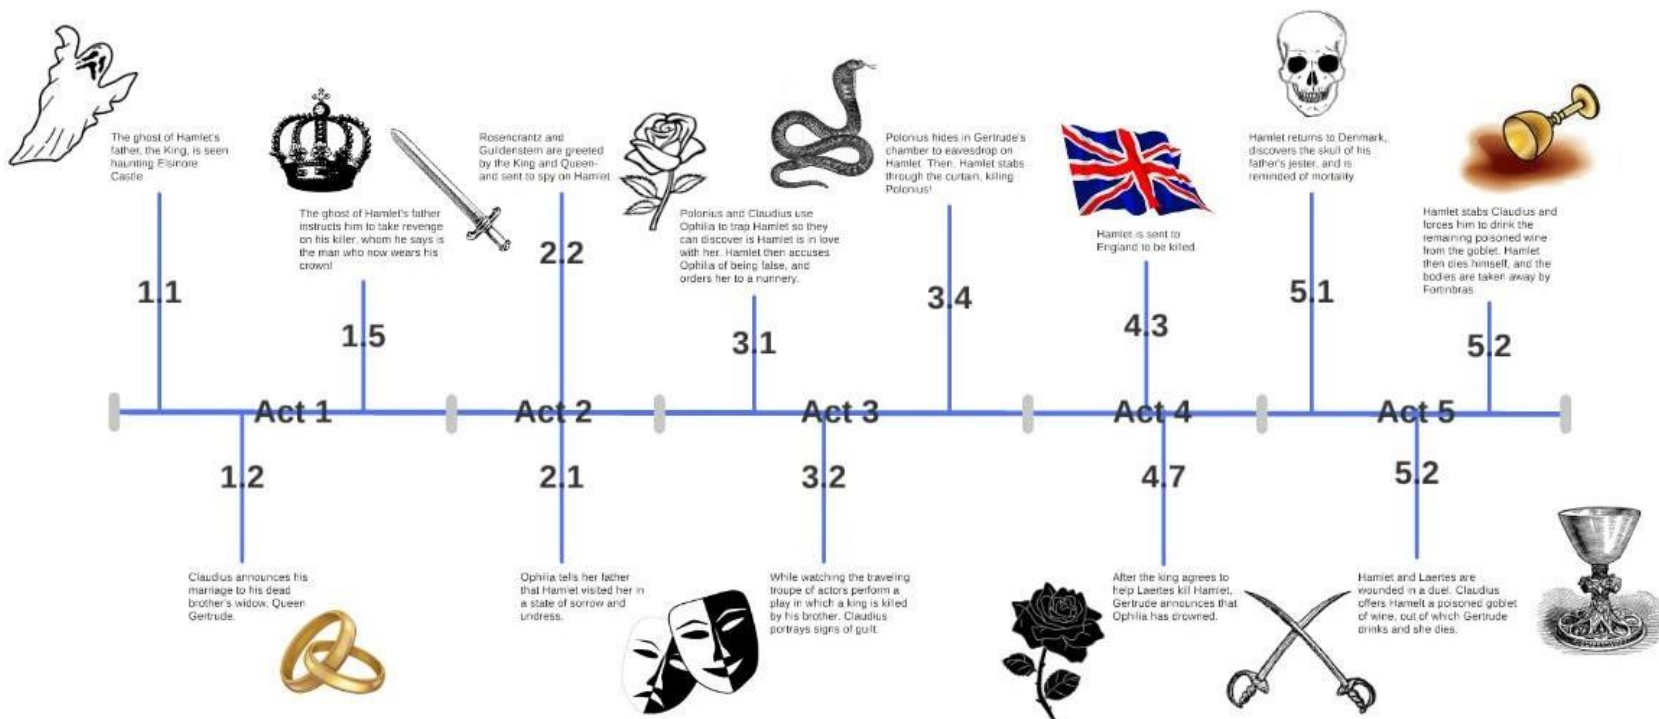 The ghost of Hamlet's
father, the King, is seen
haunting Elsinore
Castle
1.1
The ghost of Hamlet's father
instructs him to take revenge
on his killer, whom he says is
the man who now wears his
crown!
1.5
Rosencrantz and
Guildenstern are greeted
by the King and Queen-
and sent to spy on Hamlet
2.2
Polonius and Claudius use
Ophilia to trap Hamlet so they
can discover is Hamlet is in love
with her. Hamlet then accuses
Ophilia of being false, and
orders her to a nunnery.
3.1
Polonius hides in Gertrude's
chamber to eavesdrop on
Hamlet. Then, Hamlet stabs
through the curtain, killing
Polonius!
3.4
Hamlet is sent to
England to be killed.
4.3
Hamlet returns to Denmark,
discovers the skull of his
father's jester, and is
reminded of mortality.
5.1
Hamlet stabs Claudius and
forces him to drink the
remaining poisoned wine
from the goblet. Hamlet
then dies himself, and the
bodies are taken away by
Fortinbras.
5.2
Act 1
Act 2
Act 3
Act 4
Act 5
1.2
Claudius announces his
marriage to his dead
brother's widow, Queen
Gertrude.
2.1
Ophilia tells her father
that Hamlet visited her in
a state of sorrow and
undress.
3.2
While watching the traveling
troupe of actors perform a
play in which a king is killed
by his brother. Claudius
portrays signs of guilt.
4.7
After the king agrees to
help Laertes kill Hamlet,
Gertrude announces that
Ophilia has drowned.
5.2
Hamlet and Laertes are
wounded in a duel. Claudius
offers Hamelt a poisoned goblet
of wine, out of which Gertrude
drinks and she dies.